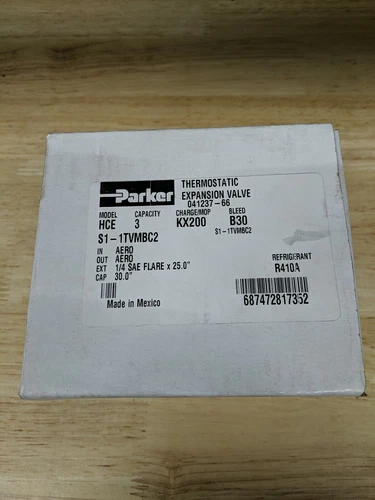 Parker
THERMOSTATIC
EXPANSION VALVE
041237-66
MODEL CAPACITY CHARGE/MOP BLEED
HCE 3 KX200 B30
S1-1TVMBC2
S1-1TVMBC2
IN AERO
OUT AERO
EXT 1/4 SAE FLARE x 25.0"
CAP 30.0"
REFRIGERANT
R410A
Made in Mexico
687472817352